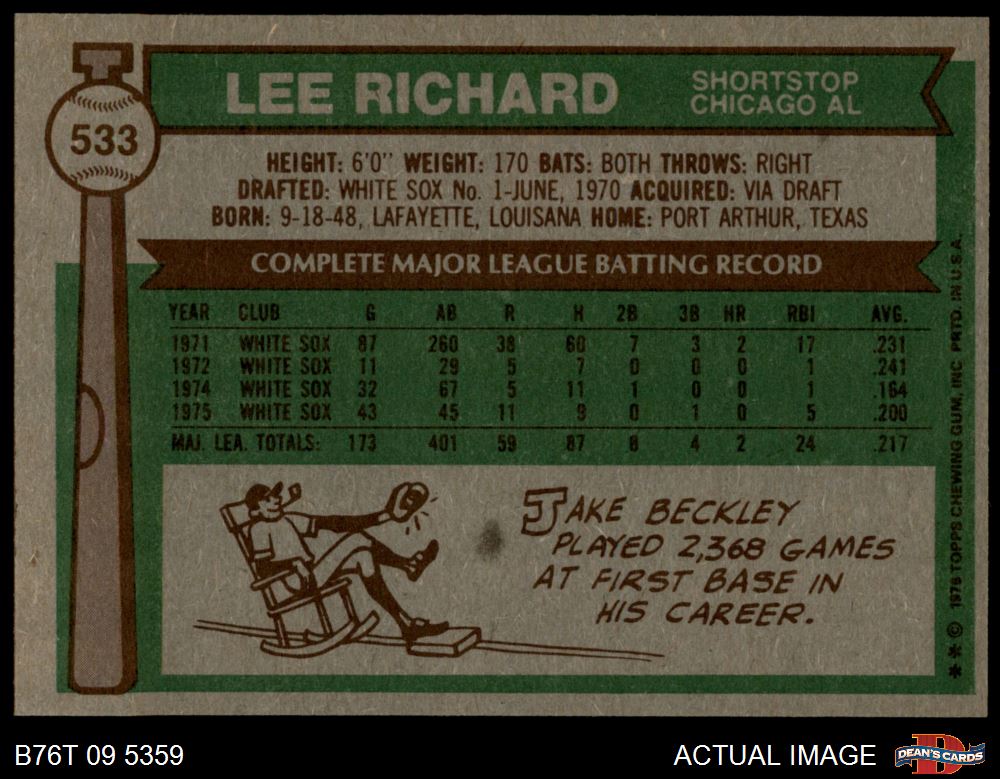 533
LEE RICHARD
SHORTSTOP
CHICAGO AL
HEIGHT: 6'0" WEIGHT: 170 BATS: BOTH THROWS: RIGHT
DRAFTED: WHITE SOX No. 1-JUNE, 1970 ACQUIRED: VIA DRAFT
BORN: 9-18-48, LAFAYETTE, LOUISANA HOME: PORT ARTHUR, TEXAS
COMPLETE MAJOR LEAGUE BATTING RECORD
YEAR CLUB G AB R H 2B 3B HR RBI AVG.
1971 WHITE SOX 87 260 38 60 7 3 2 17 .231
1972 WHITE SOX 11 29 5 7 0 0 0 1 .241
1974 WHITE SOX 32 67 5 11 1 0 0 1 .164
1975 WHITE SOX 43 45 11 9 0 1 0 5 .200
MAJ. LEA. TOTALS: 173 401 59 87 8 4 2 24 .217
JAKE BECKLEY
PLAYED 2,368 GAMES
AT FIRST BASE IN
HIS CAREER.
** © 1976 TOPPS CHEWING GUM, INC. PRTD. IN U.S.A.
B76T 09 5359
ACTUAL IMAGE
D
DEAN'S CARDS